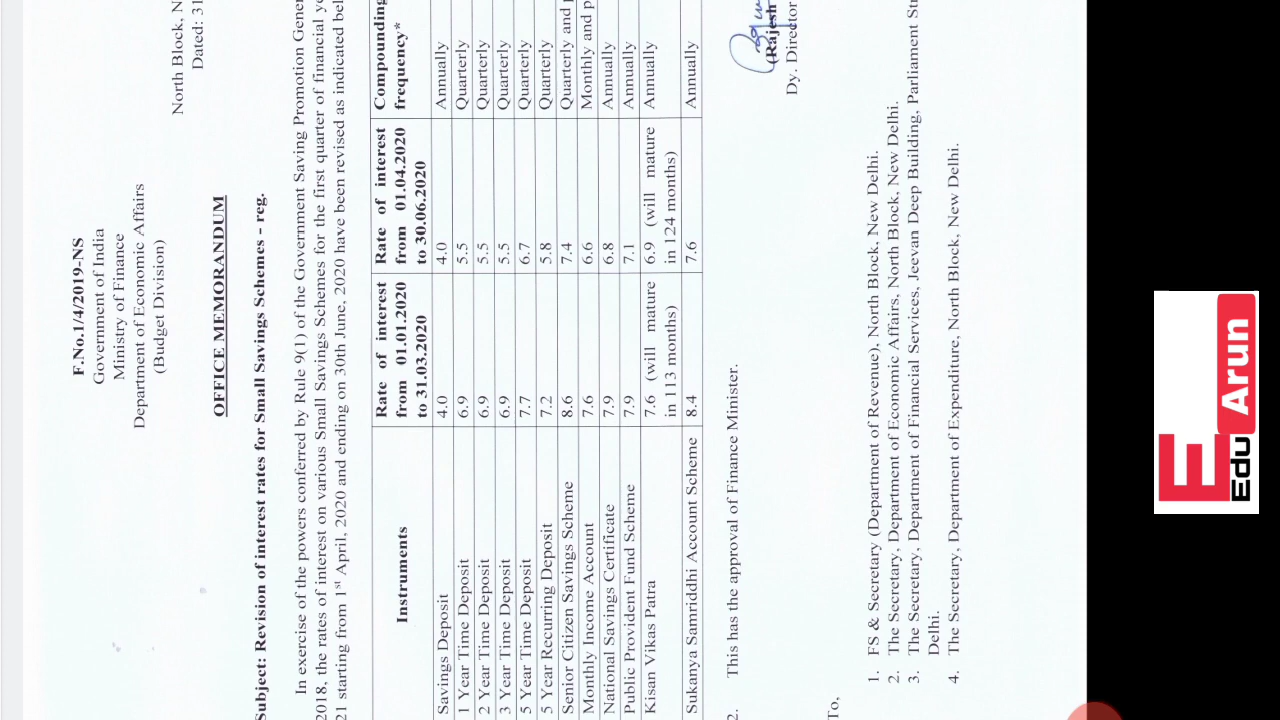 F.No.1/4/2019-NS
Government of India
Ministry of Finance
Department of Economic Affairs
(Budget Division)
North Block, N
Dated: 31
OFFICE MEMORANDUM
Subject: Revision of interest rates for Small Savings Schemes - reg.
In exercise of the powers conferred by Rule 9(1) of the Government Saving Promotion Gener
2018, the rates of interest on various Small Savings Schemes for the first quarter of financial ye
21 starting from 1st April, 2020 and ending on 30th June, 2020 have been revised as indicated bel
Instruments Rate of interest from 01.01.2020 to 31.03.2020 Rate of interest from 01.04.2020 to 30.06.2020 Compounding frequency*
Savings Deposit 4.0 4.0 Annually
1 Year Time Deposit 6.9 5.5 Quarterly
2 Year Time Deposit 6.9 5.5 Quarterly
3 Year Time Deposit 6.9 5.5 Quarterly
5 Year Time Deposit 7.7 6.7 Quarterly
5 Year Recurring Deposit 7.2 5.8 Quarterly
Senior Citizen Savings Scheme 8.6 7.4 Quarterly and p
Monthly Income Account 7.6 6.6 Monthly and p
National Savings Certificate 7.9 6.8 Annually
Public Provident Fund Scheme 7.9 7.1 Annually
Kisan Vikas Patra 7.6 (will mature in 113 months) 6.9 (will mature in 124 months) Annually
Sukanya Samriddhi Account Scheme 8.4 7.6 Annually
2. This has the approval of Finance Minister.
(Rajesh
Dy. Director
To,
1. FS & Secretary (Department of Revenue), North Block, New Delhi.
2. The Secretary, Department of Economic Affairs, North Block, New Delhi.
3. The Secretary, Department of Financial Services, Jeevan Deep Building, Parliament Str
Delhi.
4. The Secretary, Department of Expenditure, North Block, New Delhi.
E
Edu Arun